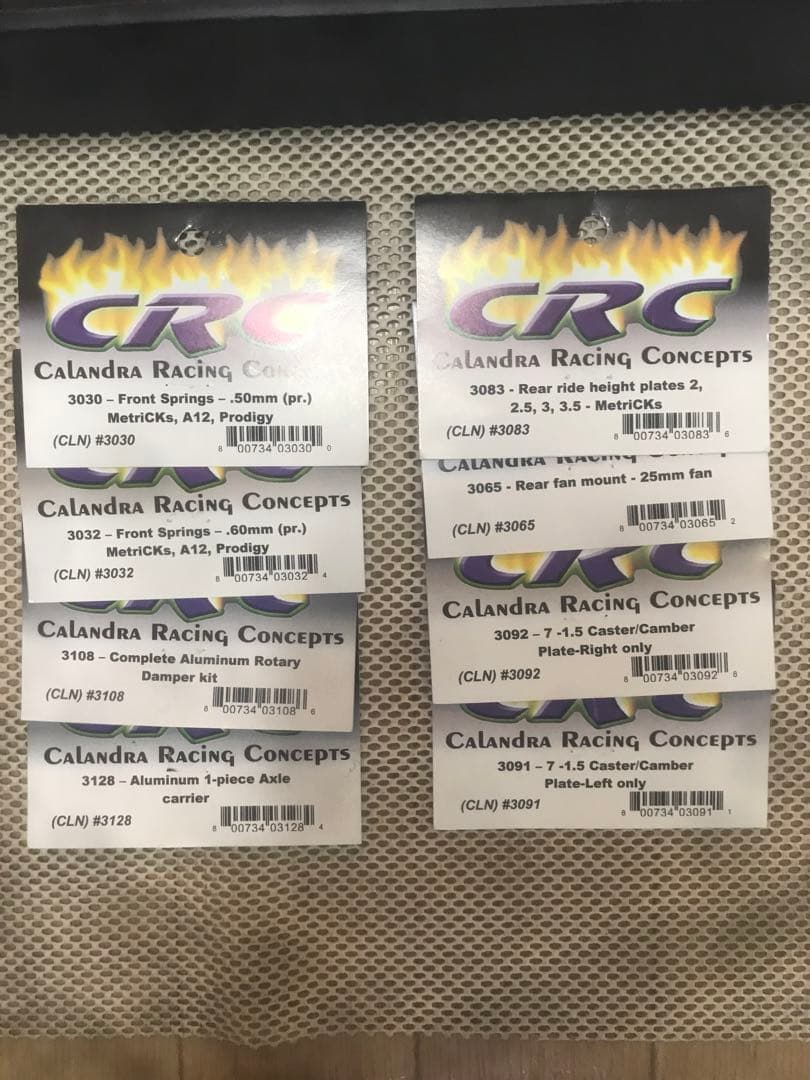 CRC
CALANDRA RACING CON
3030 – Front Springs – .50mm (pr.)
MetriCKs, A12, Prodigy
(CLN) #3030
8 00734 03030 0
CALANDRA RACING CONCEPTS
3032 – Front Springs – .60mm (pr.)
MetriCKs, A12, Prodigy
(CLN) #3032
8 00734 03032 4
CALANDRA RACING CONCEPTS
3108 – Complete Aluminum Rotary
Damper kit
(CLN) #3108
8 00734 03108 6
CALANDRA RACING CONCEPTS
3128 – Aluminum 1-piece Axle
carrier
(CLN) #3128
8 00734 03128 4
CRC
CALANDRA RACING CONCEPTS
3083 - Rear ride height plates 2,
2.5, 3, 3.5 - MetriCKs
(CLN) #3083
8 00734 03083 6
CALANDRA RACING
3065 - Rear fan mount - 25mm fan
(CLN) #3065
8 00734 03065 2
CRC
CALANDRA RACING CONCEPTS
3092 – 7 -1.5 Caster/Camber
Plate-Right only
(CLN) #3092
8 00734 03092 8
CRC
CALANDRA RACING CONCEPTS
3091 – 7 -1.5 Caster/Camber
Plate-Left only
(CLN) #3091
8 00734 03091 1